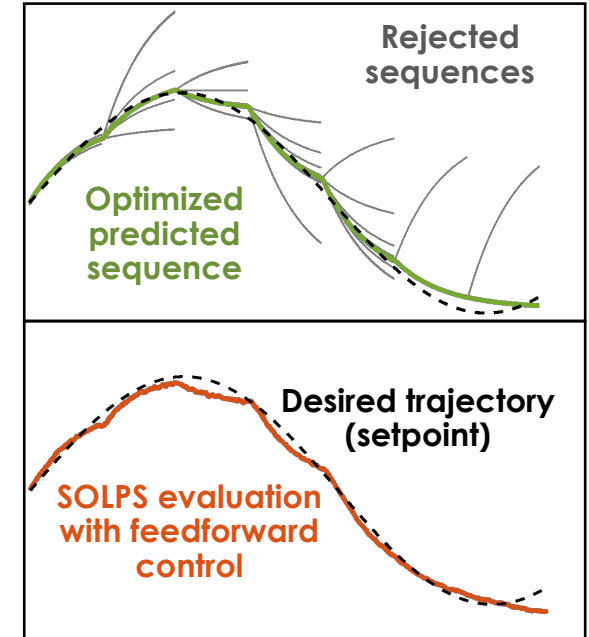 Rejected
sequences
Optimized
predicted
sequence
Desired trajectory
(setpoint)
SOLPS evaluation
with feedforward
control